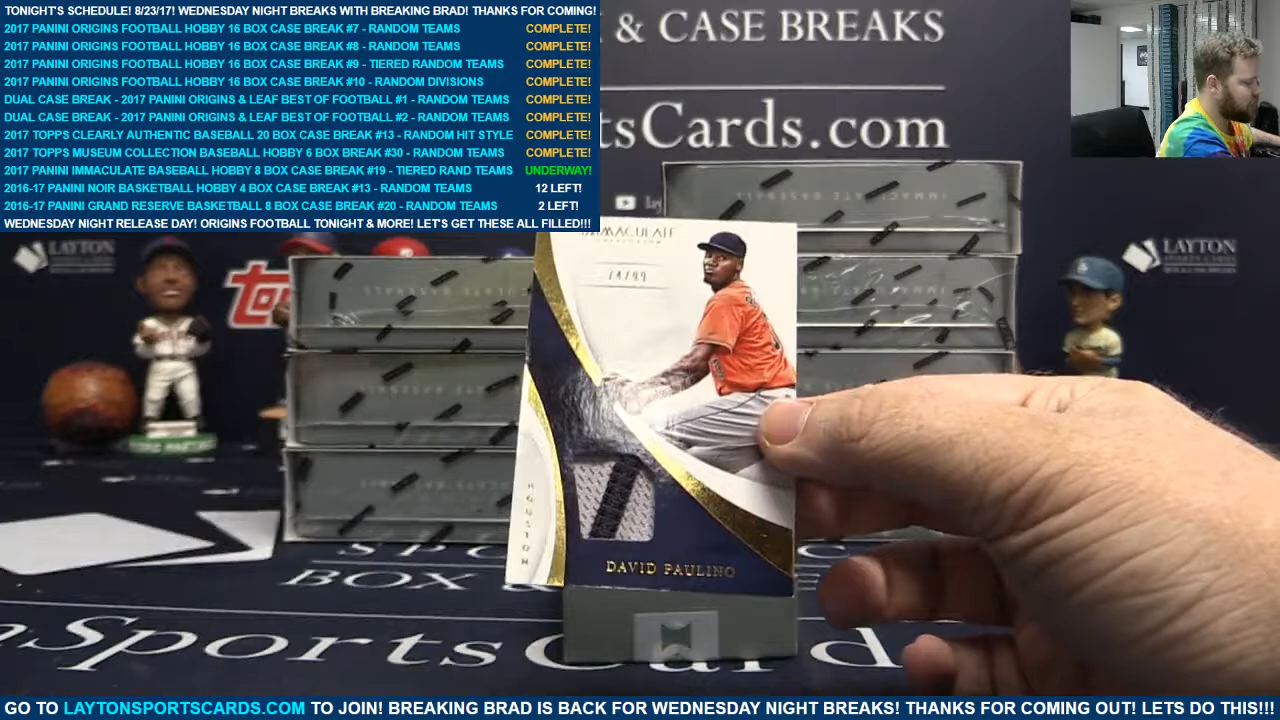 TONIGHT'S SCHEDULE! 8/23/17! WEDNESDAY NIGHT BREAKS WITH BREAKING BRAD! THANKS FOR COMING!
2017 PANINI ORIGINS FOOTBALL HOBBY 16 BOX CASE BREAK #7 - RANDOM TEAMS COMPLETE!
2017 PANINI ORIGINS FOOTBALL HOBBY 16 BOX CASE BREAK #8 - RANDOM TEAMS COMPLETE!
2017 PANINI ORIGINS FOOTBALL HOBBY 16 BOX CASE BREAK #9 - TIERED RANDOM TEAMS COMPLETE!
2017 PANINI ORIGINS FOOTBALL HOBBY 16 BOX CASE BREAK #10 - RANDOM DIVISIONS COMPLETE!
DUAL CASE BREAK - 2017 PANINI ORIGINS & LEAF BEST OF FOOTBALL #1 - RANDOM TEAMS COMPLETE!
DUAL CASE BREAK - 2017 PANINI ORIGINS & LEAF BEST OF FOOTBALL #2 - RANDOM TEAMS COMPLETE!
2017 TOPPS CLEARLY AUTHENTIC BASEBALL 20 BOX CASE BREAK #13 - RANDOM HIT STYLE COMPLETE!
2017 TOPPS MUSEUM COLLECTION BASEBALL HOBBY 6 BOX BREAK #30 - RANDOM TEAMS COMPLETE!
2017 PANINI IMMACULATE BASEBALL HOBBY 8 BOX CASE BREAK #19 - TIERED RAND TEAMS UNDERWAY!
2016-17 PANINI NOIR BASKETBALL HOBBY 4 BOX CASE BREAK #13 - RANDOM TEAMS 12 LEFT!
2016-17 PANINI GRAND RESERVE BASKETBALL 8 BOX CASE BREAK #20 - RANDOM TEAMS 2 LEFT!
WEDNESDAY NIGHT RELEASE DAY! ORIGINS FOOTBALL TONIGHT & MORE! LET'S GET THESE ALL FILLED!!!
& CASE BREAKS
tsCards.com
LAYTON
LAYTON
IMMACULATE
74/99
HOUSTON
DAVID PAULINO
BOX &
nSportsCard
GO TO LAYTONSPORTSCARDS.COM TO JOIN! BREAKING BRAD IS BACK FOR WEDNESDAY NIGHT BREAKS! THANKS FOR COMING OUT! LETS DO THIS!!!